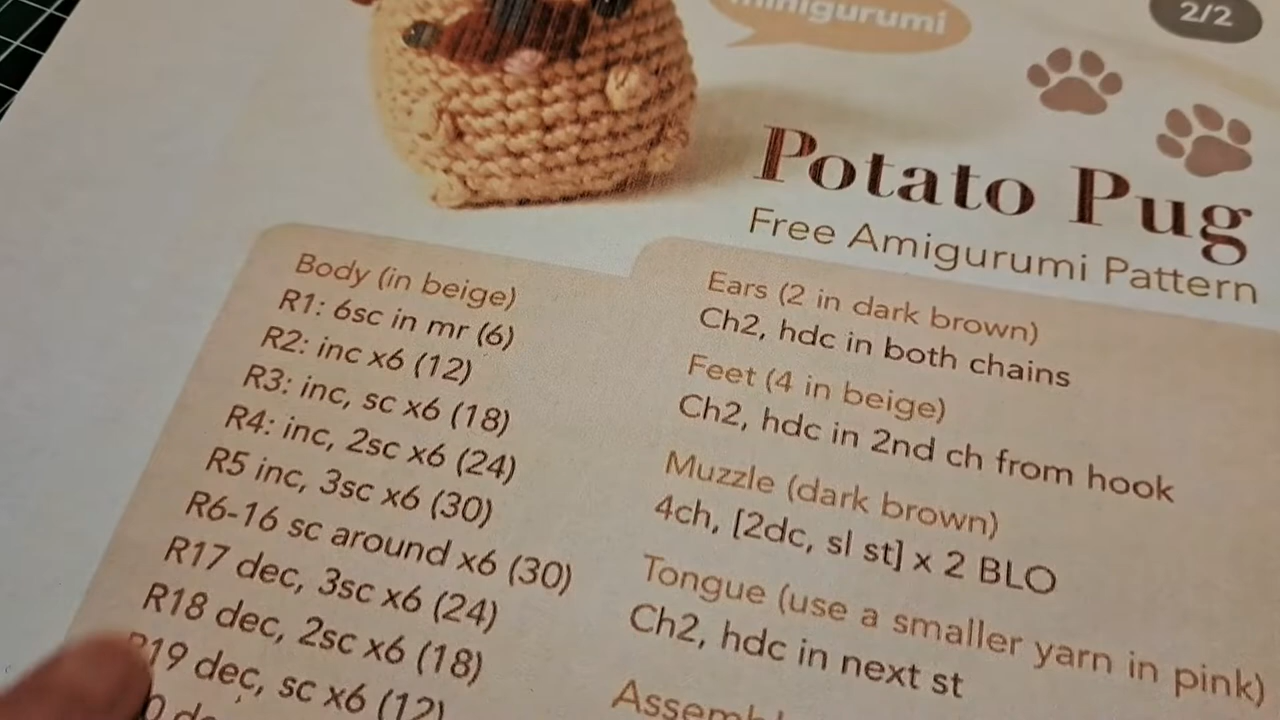 2/2
Potato Pug
Free Amigurumi Pattern
Body (in beige)
R1: 6sc in mr (6)
R2: inc x6 (12)
R3: inc, sc x6 (18)
R4: inc, 2sc x6 (24)
R5 inc, 3sc x6 (30)
R6-16 sc around x6 (30)
R17 dec, 3sc x6 (24)
R18 dec, 2sc x6 (18)
R19 dec, sc x6 (12)
Ears (2 in dark brown)
Ch2, hdc in both chains
Feet (4 in beige)
Ch2, hdc in 2nd ch from hook
Muzzle (dark brown)
4ch, [2dc, sl st] x 2 BLO
Tongue (use a smaller yarn in pink)
Ch2, hdc in next st